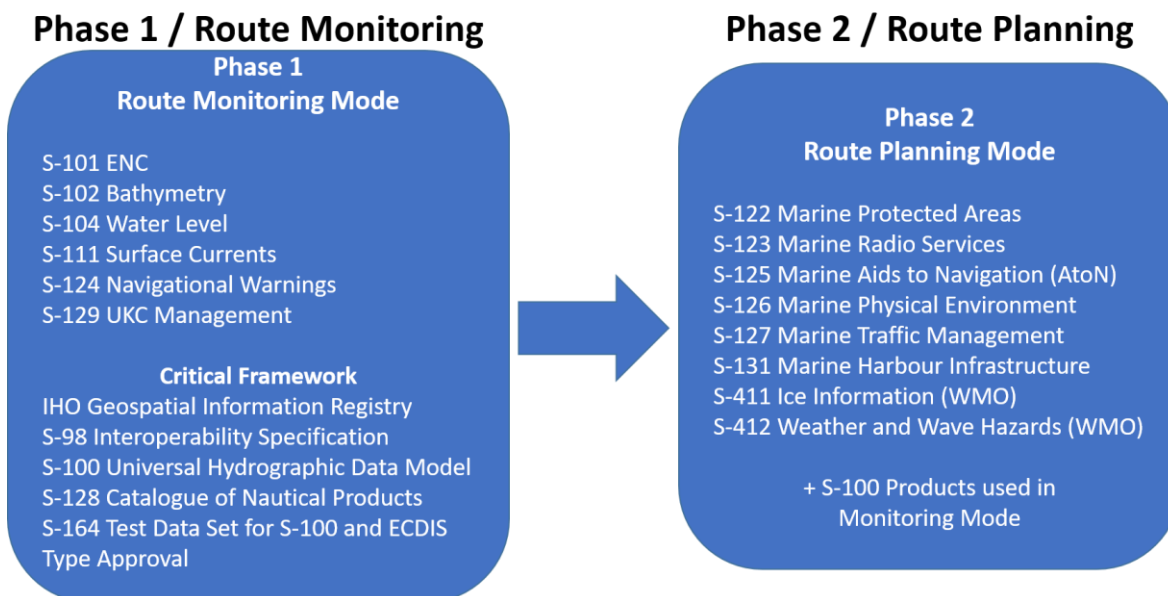 Phase 1 / Route Monitoring
Phase 1
Route Monitoring Mode
S-101 ENC
S-102 Bathymetry
S-104 Water Level
S-111 Surface Currents
S-124 Navigational Warnings
S-129 UKC Management
Critical Framework
IHO Geospatial Information Registry
S-98 Interoperability Specification
S-100 Universal Hydrographic Data Model
S-128 Catalogue of Nautical Products
S-164 Test Data Set for S-100 and ECDIS
Type Approval
Phase 2 / Route Planning
Phase 2
Route Planning Mode
S-122 Marine Protected Areas
S-123 Marine Radio Services
S-125 Marine Aids to Navigation (AtoN)
S-126 Marine Physical Environment
S-127 Marine Traffic Management
S-131 Marine Harbour Infrastructure
S-411 Ice Information (WMO)
S-412 Weather and Wave Hazards (WMO)
+ S-100 Products used in
Monitoring Mode